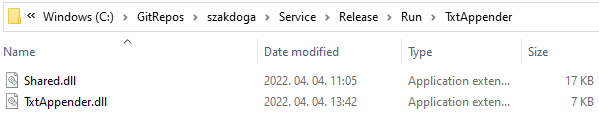 Windows (C:) > GitRepos > szakdoga > Service > Release > Run > TxtAppender
Name Date modified Type Size
Shared.dll 2022. 04. 04. 11:05 Application exten... 17 KB
TxtAppender.dll 2022. 04. 04. 13:42 Application exten... 7 KB